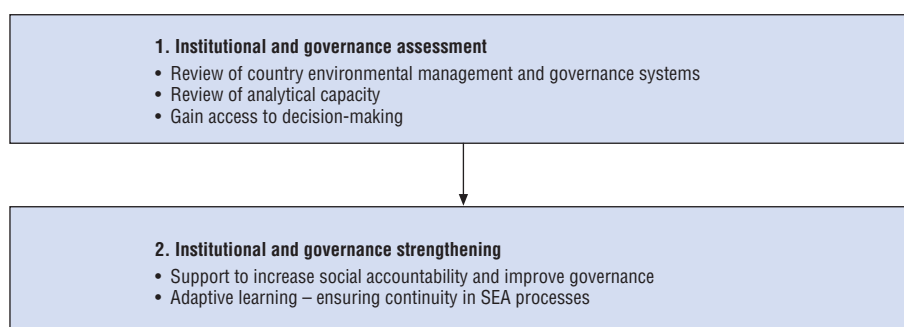 1. Institutional and governance assessment
• Review of country environmental management and governance systems
• Review of analytical capacity
• Gain access to decision-making
2. Institutional and governance strengthening
• Support to increase social accountability and improve governance
• Adaptive learning – ensuring continuity in SEA processes